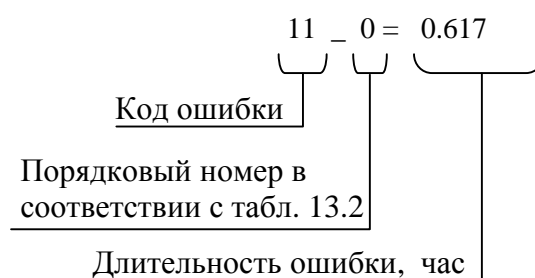 11 _ 0 = 0.617
Код ошибки
Порядковый номер в
соответствии с табл. 13.2
Длительность ошибки, час